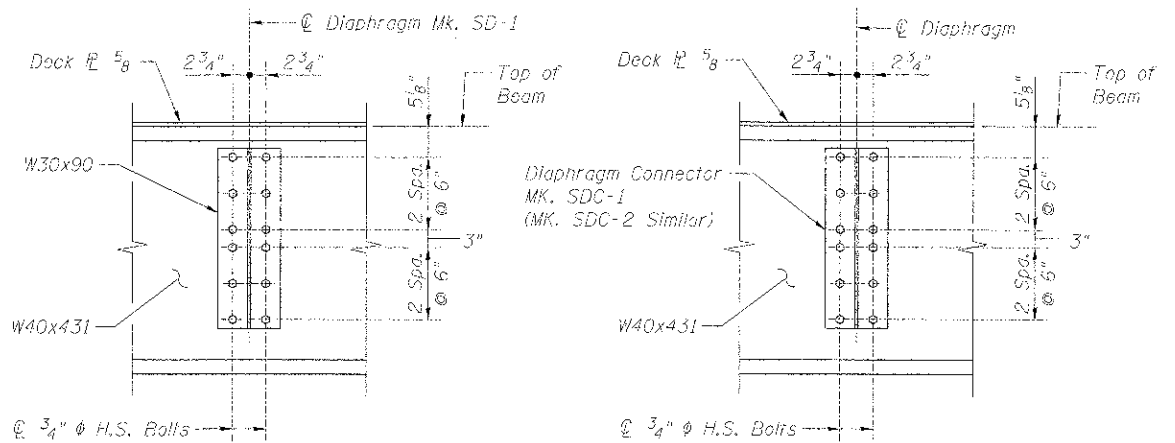 ℄ Diaphragm Mk. SD-1
Deck ℄ 5/8
2 3/4" 2 3/4"
5 1/8"
Top of
Beam
W30x90
2 Spa.
@ 6"
3"
2 Spa.
@ 6"
W40x431
℄ 3/4" ϕ H.S. Bolts
℄ Diaphragm
Deck ℄ 5/8
2 3/4" 2 3/4"
5 1/8"
Top of
Beam
Diaphragm Connector
MK. SDC-1
(MK. SDC-2 Similar)
2 Spa.
@ 6"
3"
2 Spa.
@ 6"
W40x431
℄ 3/4" ϕ H.S. Bolts